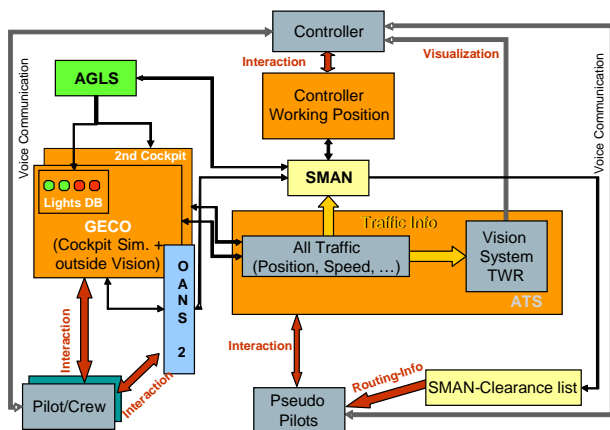 Controller
Interaction
Visualization
Voice Communication
Voice Communication
AGLS
Controller
Working Position
2nd Cockpit
SMAN
Lights DB
GECO
(Cockpit Sim. +
outside Vision)
Traffic Info
All Traffic
(Position, Speed, ...)
Vision
System
TWR
ATS
O
A
N
S
2
Interaction
Interaction
Interaction
Routing-Info
Pilot/Crew
Pseudo
Pilots
SMAN-Clearance list